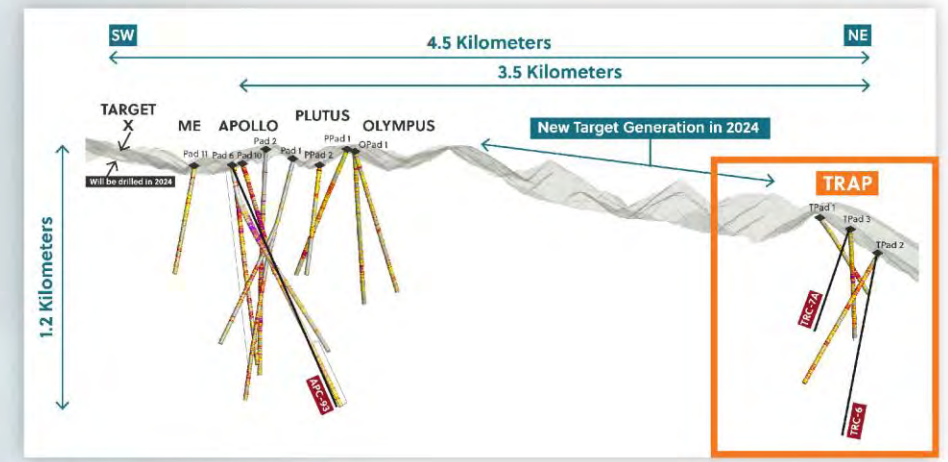 SW
NE
4.5 Kilometers
3.5 Kilometers
TARGET
X
ME
APOLLO
PLUTUS
OLYMPUS
Pad 11
Pad 6
Pad 10
Pad 2
Pad 1
PPad 2
PPad 1
OPad 1
Will be drilled in 2024
New Target Generation in 2024
TRAP
TPad 1
TPad 3
TPad 2
1.2 Kilometers
APC-93
TRC-7A
TRC-6